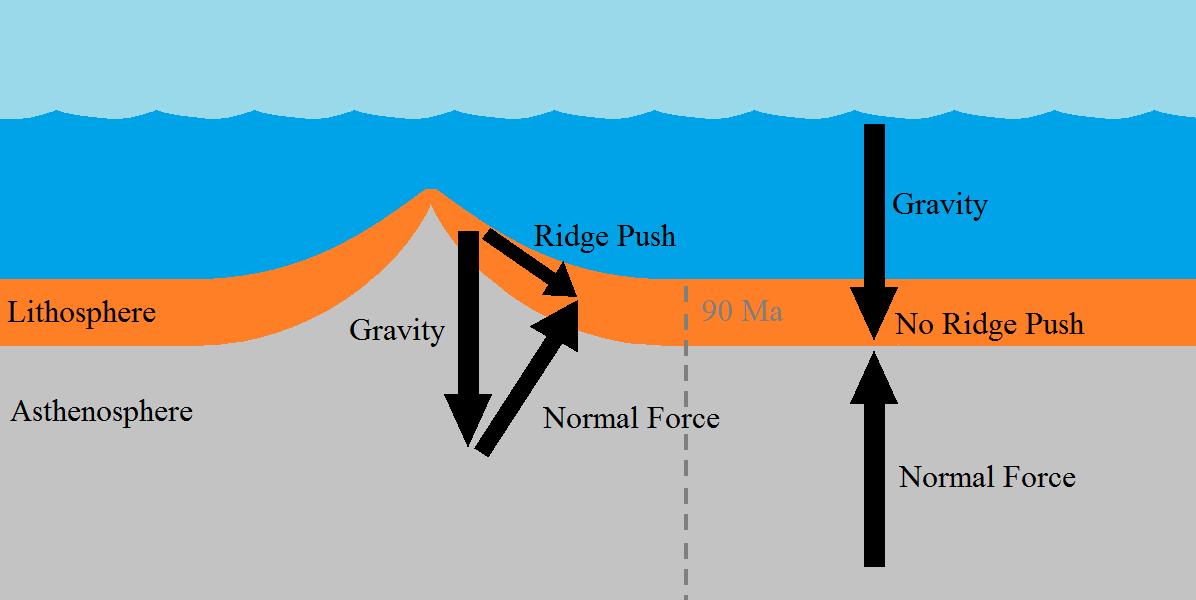 Gravity
Ridge Push
Lithosphere
90 Ma
No Ridge Push
Gravity
Asthenosphere
Normal Force
Normal Force